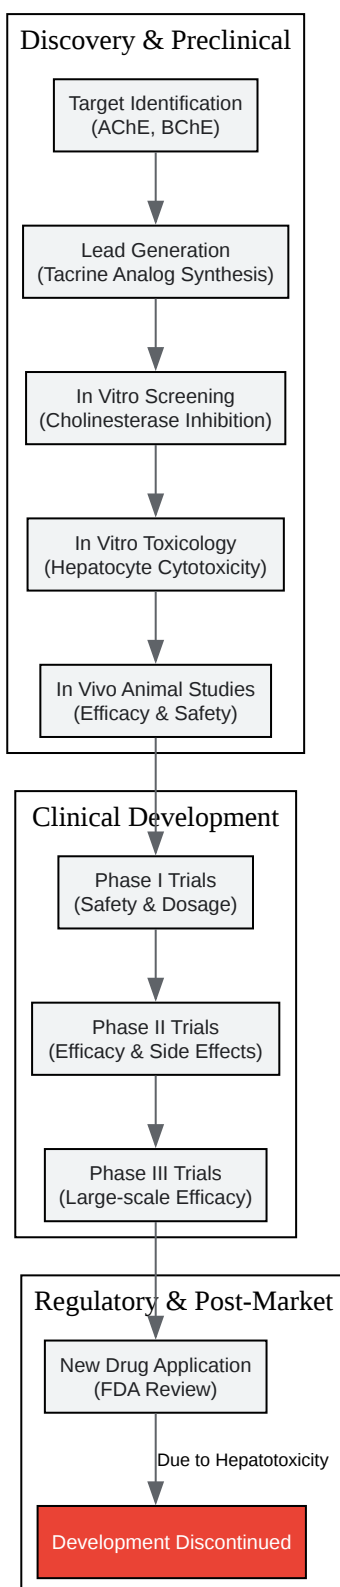 Discovery & Preclinical
Target Identification
(AChE, BChE)
Lead Generation
(Tacrine Analog Synthesis)
In Vitro Screening
(Cholinesterase Inhibition)
In Vitro Toxicology
(Hepatocyte Cytotoxicity)
In Vivo Animal Studies
(Efficacy & Safety)
Clinical Development
Phase I Trials
(Safety & Dosage)
Phase II Trials
(Efficacy & Side Effects)
Phase III Trials
(Large-scale Efficacy)
Regulatory & Post-Market
New Drug Application
(FDA Review)
Due to Hepatotoxicity
Development Discontinued